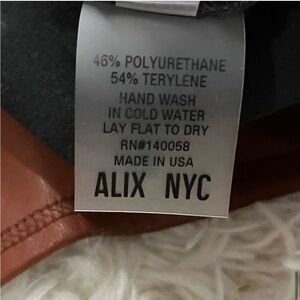 46% POLYURETHANE
54% TERYLENE
HAND WASH
IN COLD WATER
LAY FLAT TO DRY
RN#140058
MADE IN USA
ALIX NYC